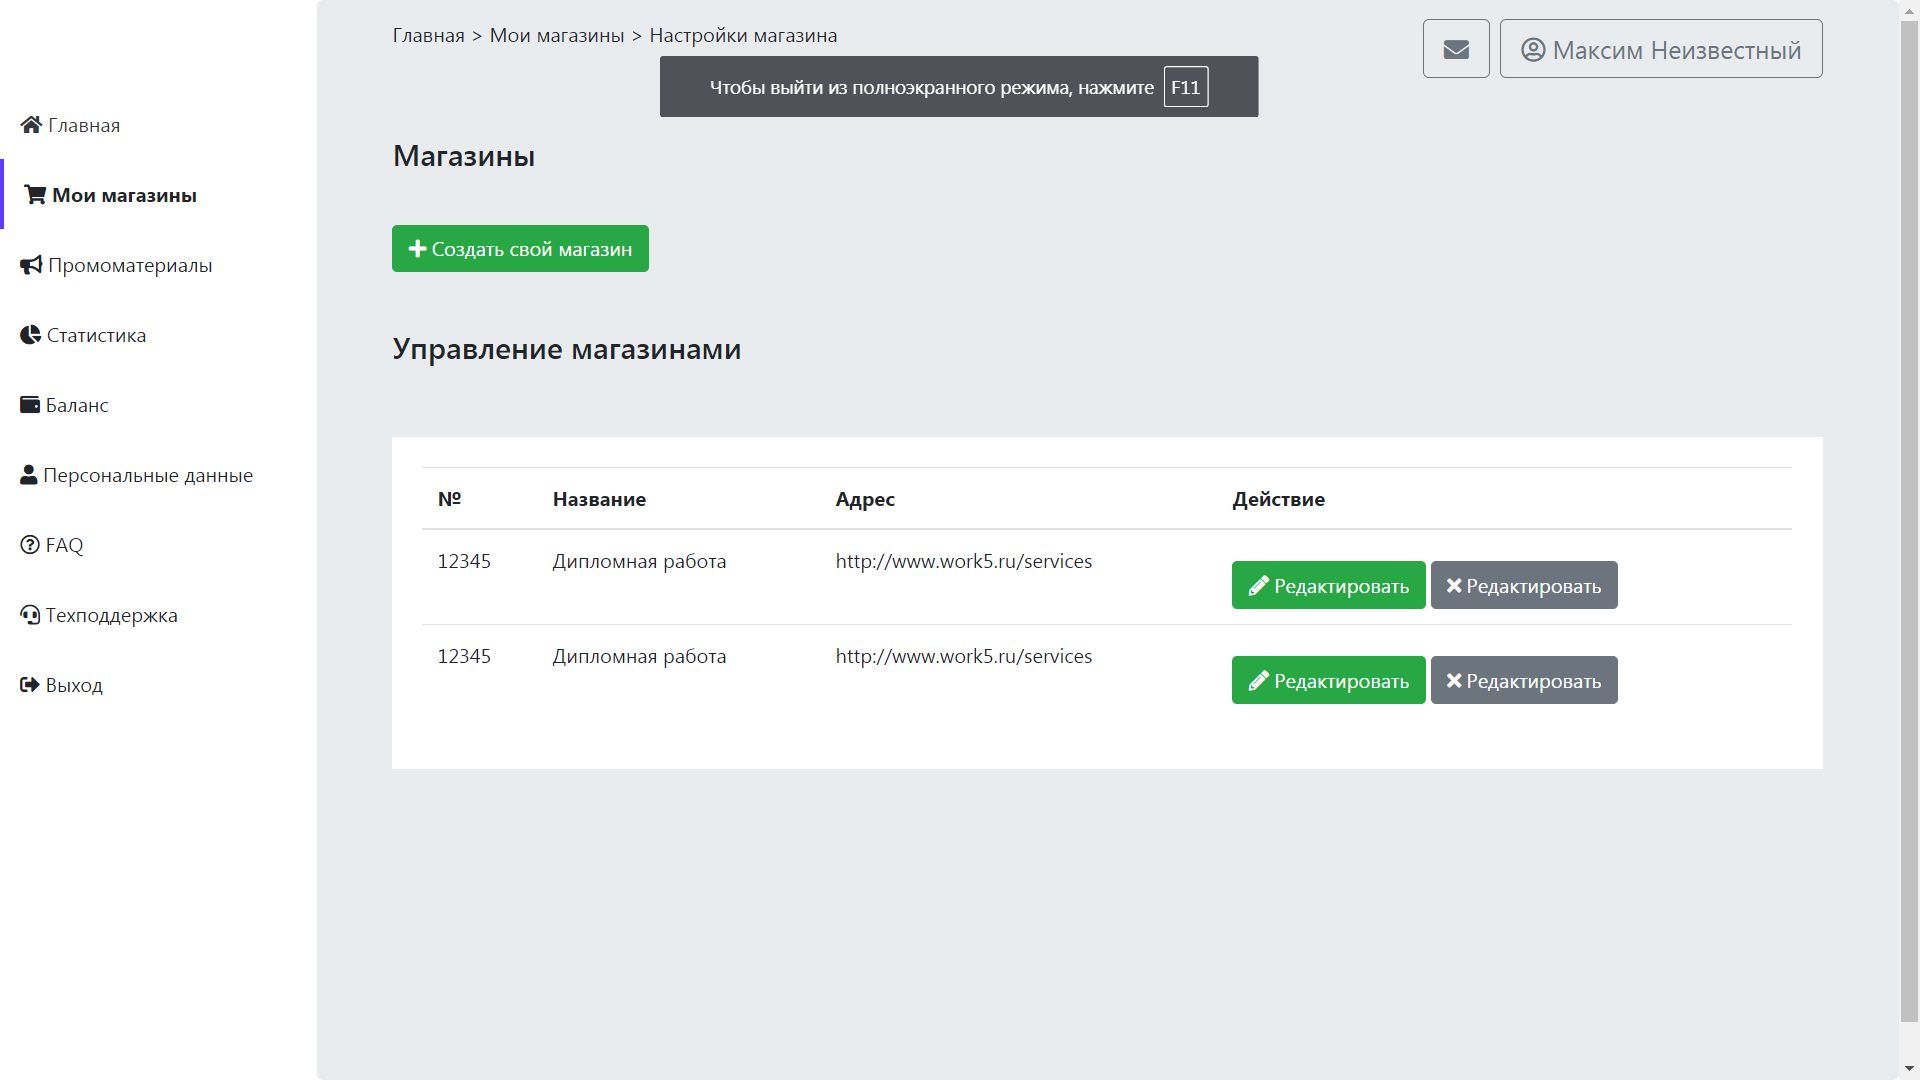 Главная > Мои магазины > Настройки магазина
Максим Неизвестный
Чтобы выйти из полноэкранного режима, нажмите F11
Главная
Мои магазины
Промоматериалы
Статистика
Баланс
Персональные данные
FAQ
Техподдержка
Выход
Магазины
Создать свой магазин
Управление магазинами
№ Название Адрес Действие
12345 Дипломная работа http://www.work5.ru/services Редактировать Редактировать
12345 Дипломная работа http://www.work5.ru/services Редактировать Редактировать